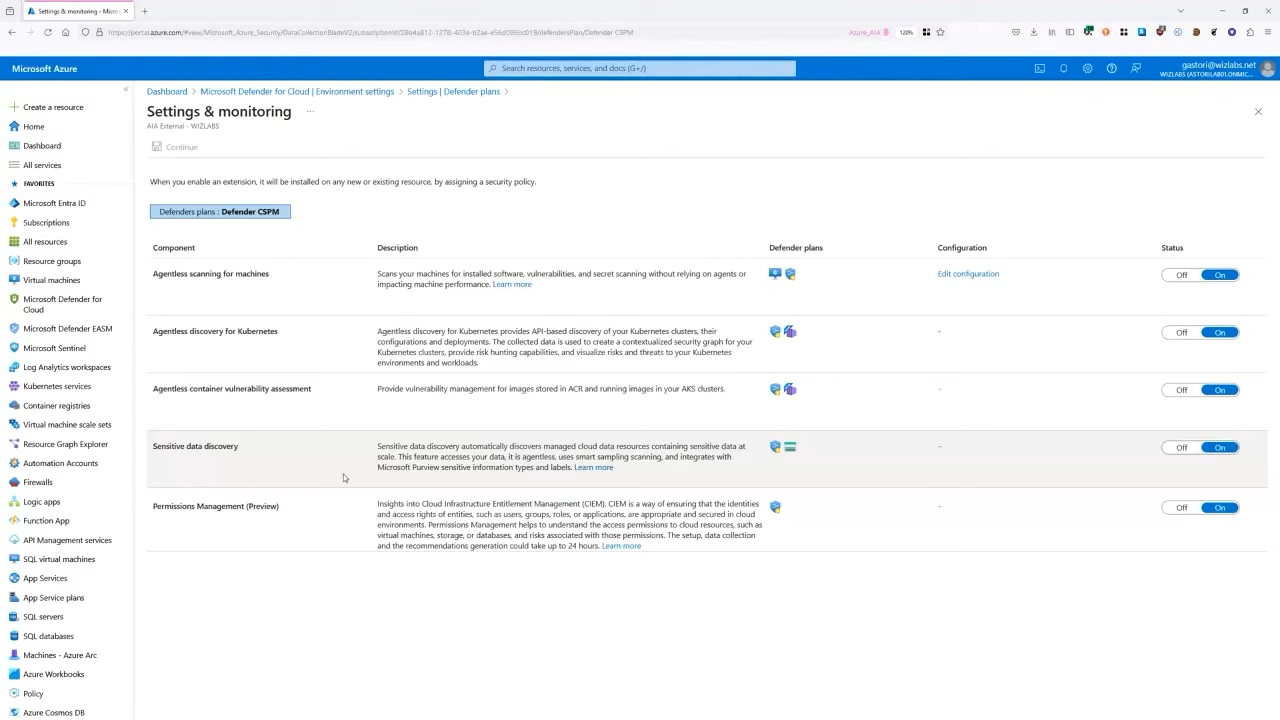 Settings & monitoring - Micros
https://portal.azure.com/#view/Microsoft_Azure_Security/DataCollectionBladeV2/subscriptionId/
/defendersPlan/Defender CSPM
Azure_AIA
120%
Microsoft Azure
Search resources, services, and docs (G+/)
gastori@wizlabs.net
WIZLABS (ASTORILAB01.ONMIC...
Create a resource
Home
Dashboard
All services
FAVORITES
Microsoft Entra ID
Subscriptions
All resources
Resource groups
Virtual machines
Microsoft Defender for
Cloud
Microsoft Defender EASM
Microsoft Sentinel
Log Analytics workspaces
Kubernetes services
Container registries
Virtual machine scale sets
Resource Graph Explorer
Automation Accounts
Firewalls
Logic apps
Function App
API Management services
SQL virtual machines
App Services
App Service plans
SQL servers
SQL databases
Machines - Azure Arc
Azure Workbooks
Policy
Azure Cosmos DB
Dashboard > Microsoft Defender for Cloud | Environment settings > Settings | Defender plans >
Settings & monitoring ...
AIA External - WIZLABS
Continue
When you enable an extension, it will be installed on any new or existing resource, by assigning a security policy.
Defenders plans : Defender CSPM
Component Description Defender plans Configuration Status
Agentless scanning for machines
Scans your machines for installed software, vulnerabilities, and secret scanning without relying on agents or
impacting machine performance. Learn more
Edit configuration
Off On
Agentless discovery for Kubernetes
Agentless discovery for Kubernetes provides API-based discovery of your Kubernetes clusters, their
configurations and deployments. The collected data is used to create a contextualized security graph for your
Kubernetes clusters, provide risk hunting capabilities, and visualize risks and threats to your Kubernetes
environments and workloads.
-
Off On
Agentless container vulnerability assessment
Provide vulnerability management for images stored in ACR and running images in your AKS clusters.
-
Off On
Sensitive data discovery
Sensitive data discovery automatically discovers managed cloud data resources containing sensitive data at
scale. This feature accesses your data, it is agentless, uses smart sampling scanning, and integrates with
Microsoft Purview sensitive information types and labels. Learn more
-
Off On
Permissions Management (Preview)
Insights into Cloud Infrastructure Entitlement Management (CIEM). CIEM is a way of ensuring that the identities
and access rights of entities, such as users, groups, roles, or applications, are appropriate and secured in cloud
environments. Permissions Management helps to understand the access permissions to cloud resources, such as
virtual machines, storage, or databases, and risks associated with those permissions. The setup, data collection
and the recommendations generation could take up to 24 hours. Learn more
-
Off On